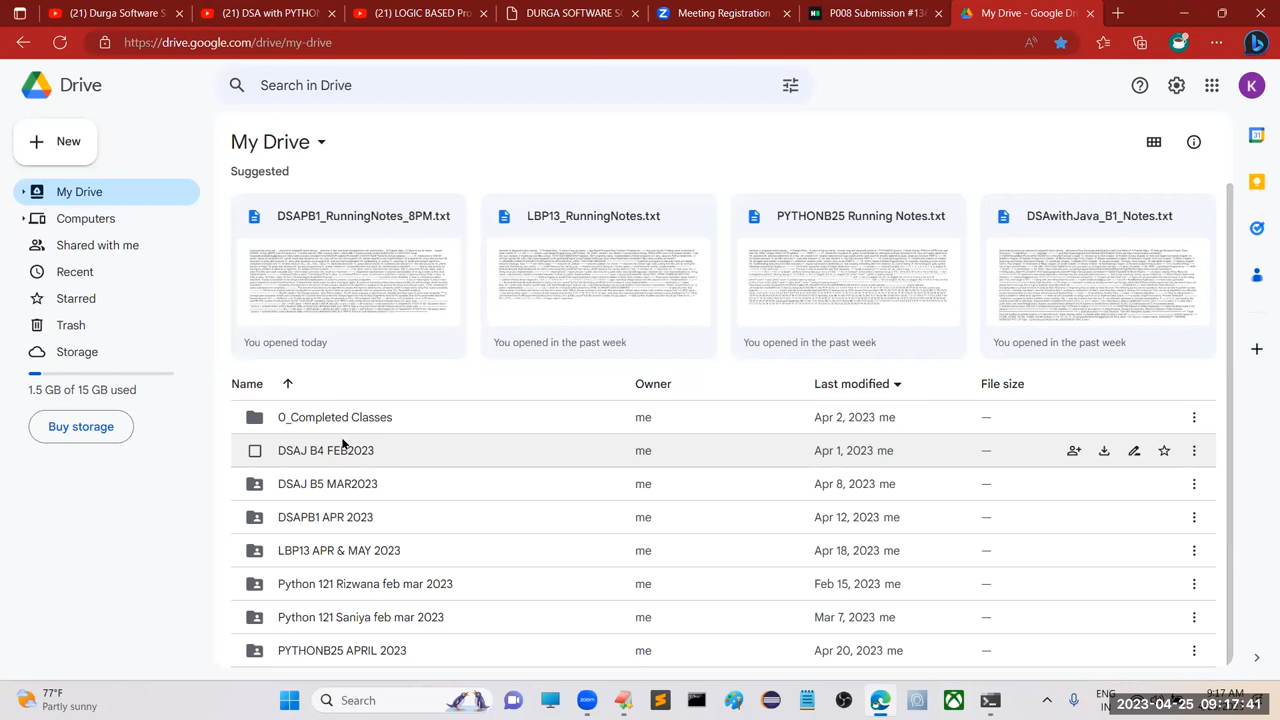 (21) Durga Software S
(21) DSA with PYTHON
(21) LOGIC BASED Pro
DURGA SOFTWARE SO
Meeting Registration
P008 Submission #136
My Drive - Google Dri
https://drive.google.com/drive/my-drive
Drive
Search in Drive
K
New
My Drive
Suggested
My Drive
Computers
Shared with me
Recent
Starred
Trash
Storage
1.5 GB of 15 GB used
Buy storage
DSAPB1_RunningNotes_8PM.txt
LBP13_RunningNotes.txt
PYTHONB25 Running Notes.txt
DSAwithJava_B1_Notes.txt
You opened today
You opened in the past week
You opened in the past week
You opened in the past week
Name Owner Last modified File size
0_Completed Classes me Apr 2, 2023 me —
DSAJ B4 FEB2023 me Apr 1, 2023 me —
DSAJ B5 MAR2023 me Apr 8, 2023 me —
DSAPB1 APR 2023 me Apr 12, 2023 me —
LBP13 APR & MAY 2023 me Apr 18, 2023 me —
Python 121 Rizwana feb mar 2023 me Feb 15, 2023 me —
Python 121 Saniya feb mar 2023 me Mar 7, 2023 me —
PYTHONB25 APRIL 2023 me Apr 20, 2023 me —
77°F
Partly sunny
Search
ENG
IN
9:17 AM
2023-04-25 09:17:41